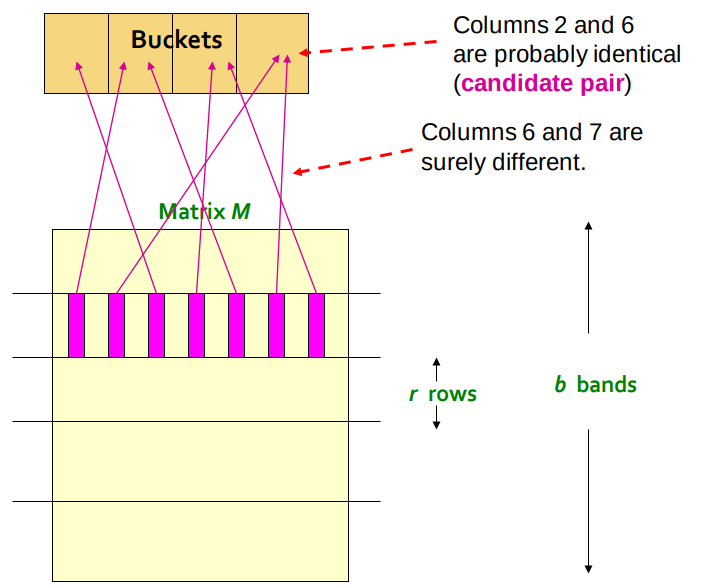 Buckets
Columns 2 and 6
are probably identical
(candidate pair)
Columns 6 and 7 are
surely different.
Matrix M
r rows
b bands